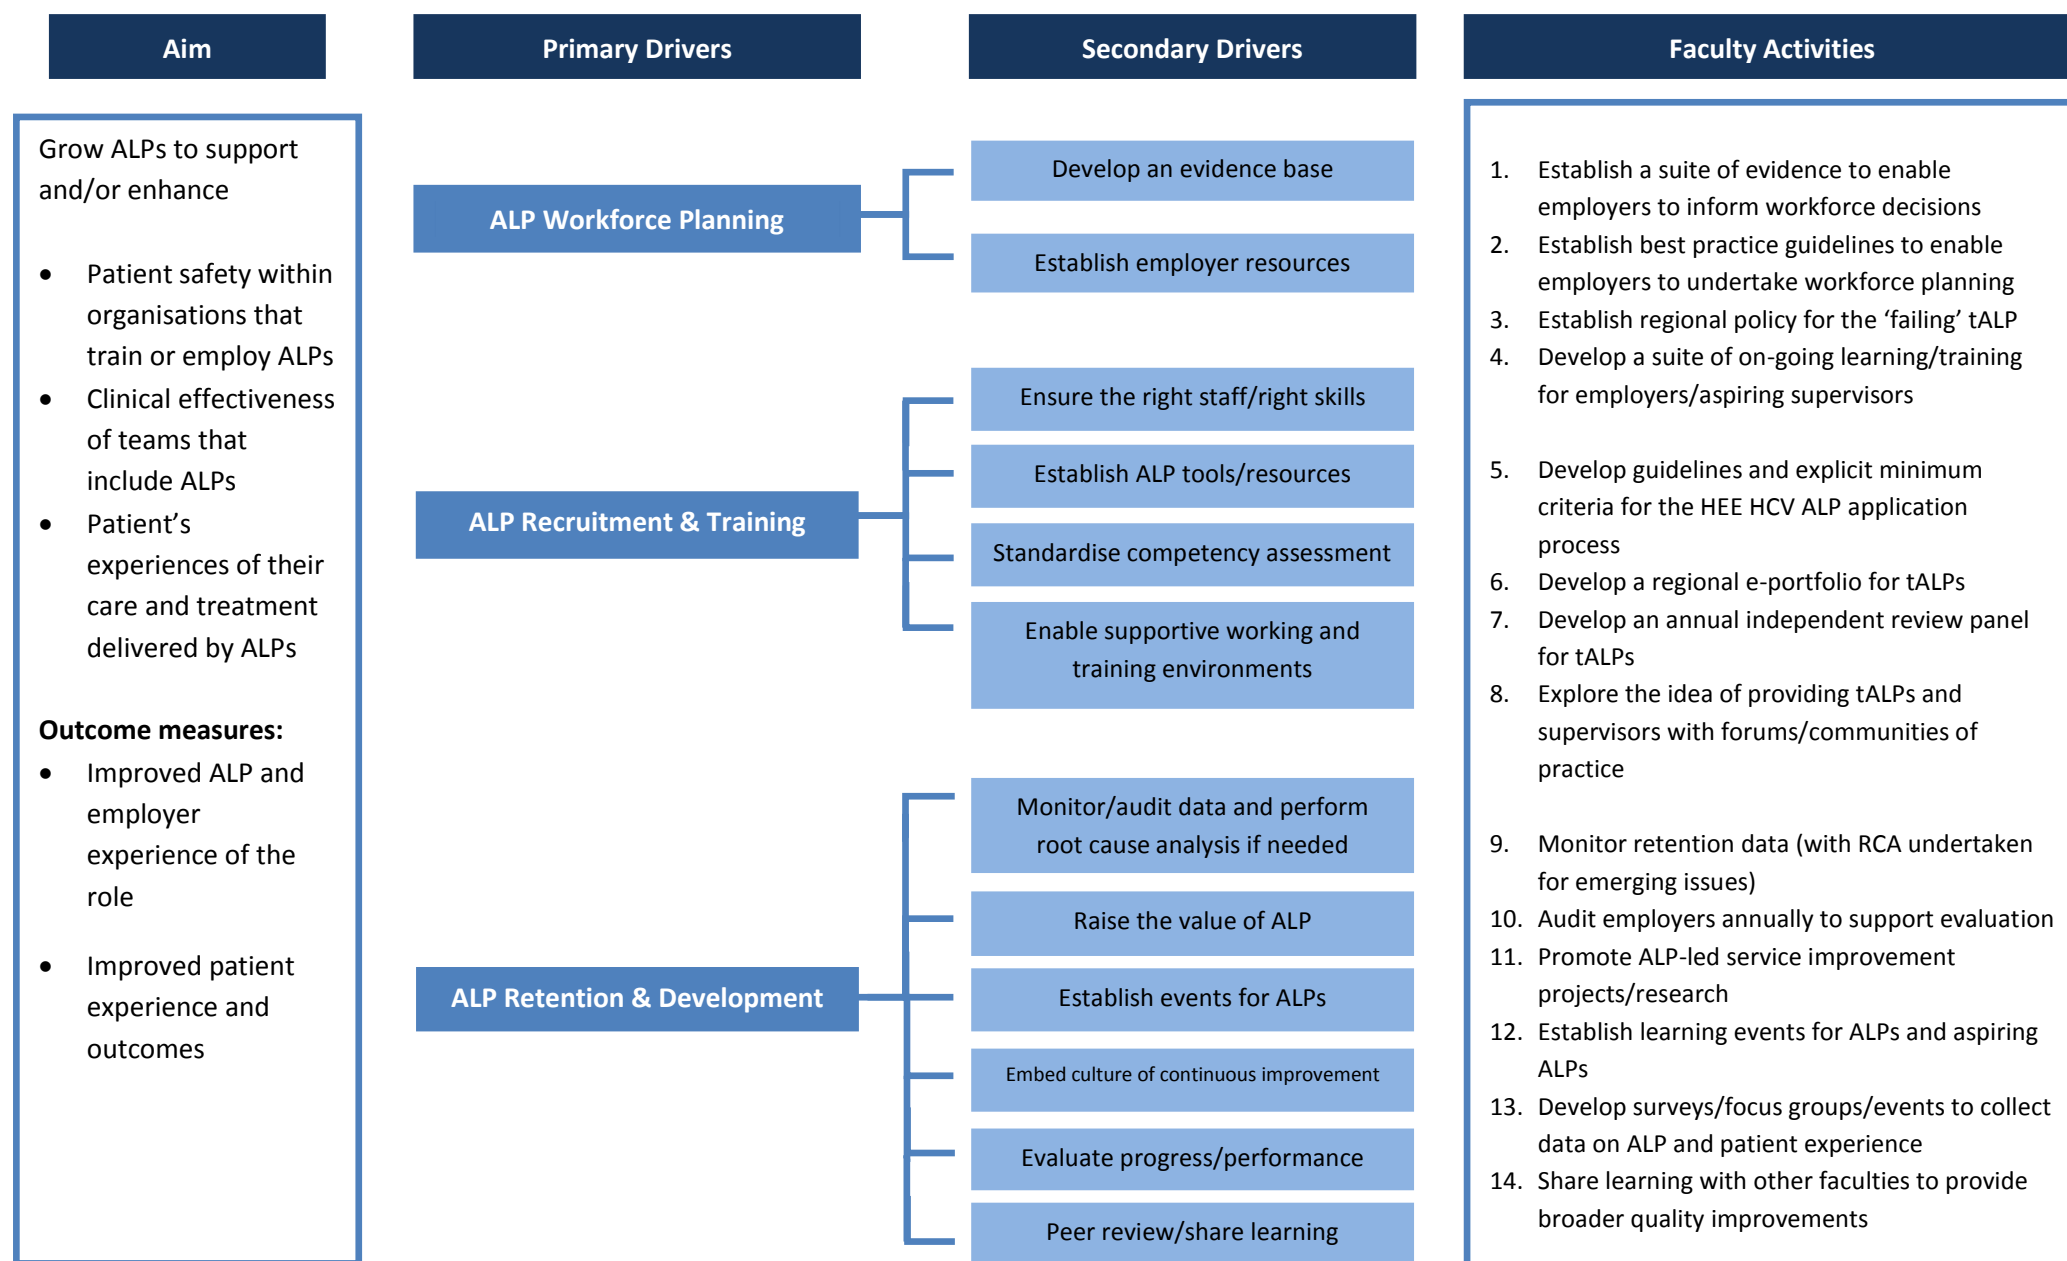 Aim
Primary Drivers
Secondary Drivers
Faculty Activities
Grow ALPs to support
and/or enhance
• Patient safety within
organisations that
train or employ ALPs
• Clinical effectiveness
of teams that
include ALPs
• Patient's
experiences of their
care and treatment
delivered by ALPs
Outcome measures:
• Improved ALP and
employer
experience of the
role
• Improved patient
experience and
outcomes
ALP Workforce Planning
ALP Recruitment & Training
ALP Retention & Development
Develop an evidence base
Establish employer resources
Ensure the right staff/right skills
Establish ALP tools/resources
Standardise competency assessment
Enable supportive working and
training environments
Monitor/audit data and perform
root cause analysis if needed
Raise the value of ALP
Establish events for ALPs
Embed culture of continuous improvement
Evaluate progress/performance
Peer review/share learning
1. Establish a suite of evidence to enable
employers to inform workforce decisions
2. Establish best practice guidelines to enable
employers to undertake workforce planning
3. Establish regional policy for the ‘failing’ tALP
4. Develop a suite of on-going learning/training
for employers/aspiring supervisors
5. Develop guidelines and explicit minimum
criteria for the HEE HCV ALP application
process
6. Develop a regional e-portfolio for tALPs
7. Develop an annual independent review panel
for tALPs
8. Explore the idea of providing tALPs and
supervisors with forums/communities of
practice
9. Monitor retention data (with RCA undertaken
for emerging issues)
10. Audit employers annually to support evaluation
11. Promote ALP-led service improvement
projects/research
12. Establish learning events for ALPs and aspiring
ALPs
13. Develop surveys/focus groups/events to collect
data on ALP and patient experience
14. Share learning with other faculties to provide
broader quality improvements